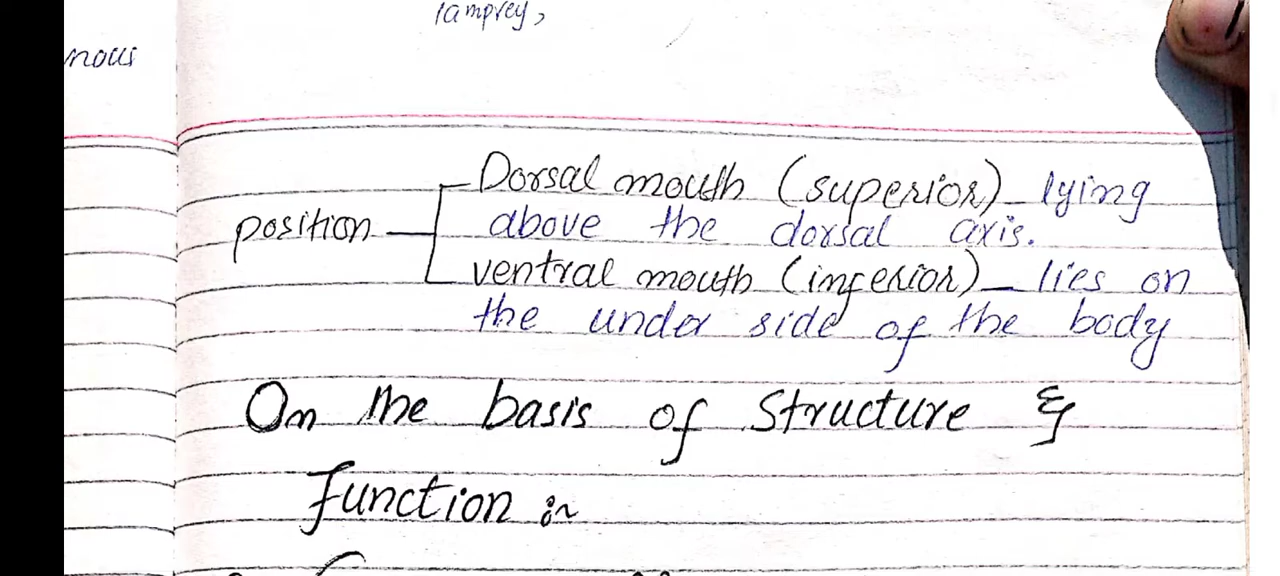 lamprey,
nous
Dorsal mouth (superior) - lying
position - above the dorsal axis.
ventral mouth (inferior) - lies on
the under side of the body
On the basis of Structure &
function :~